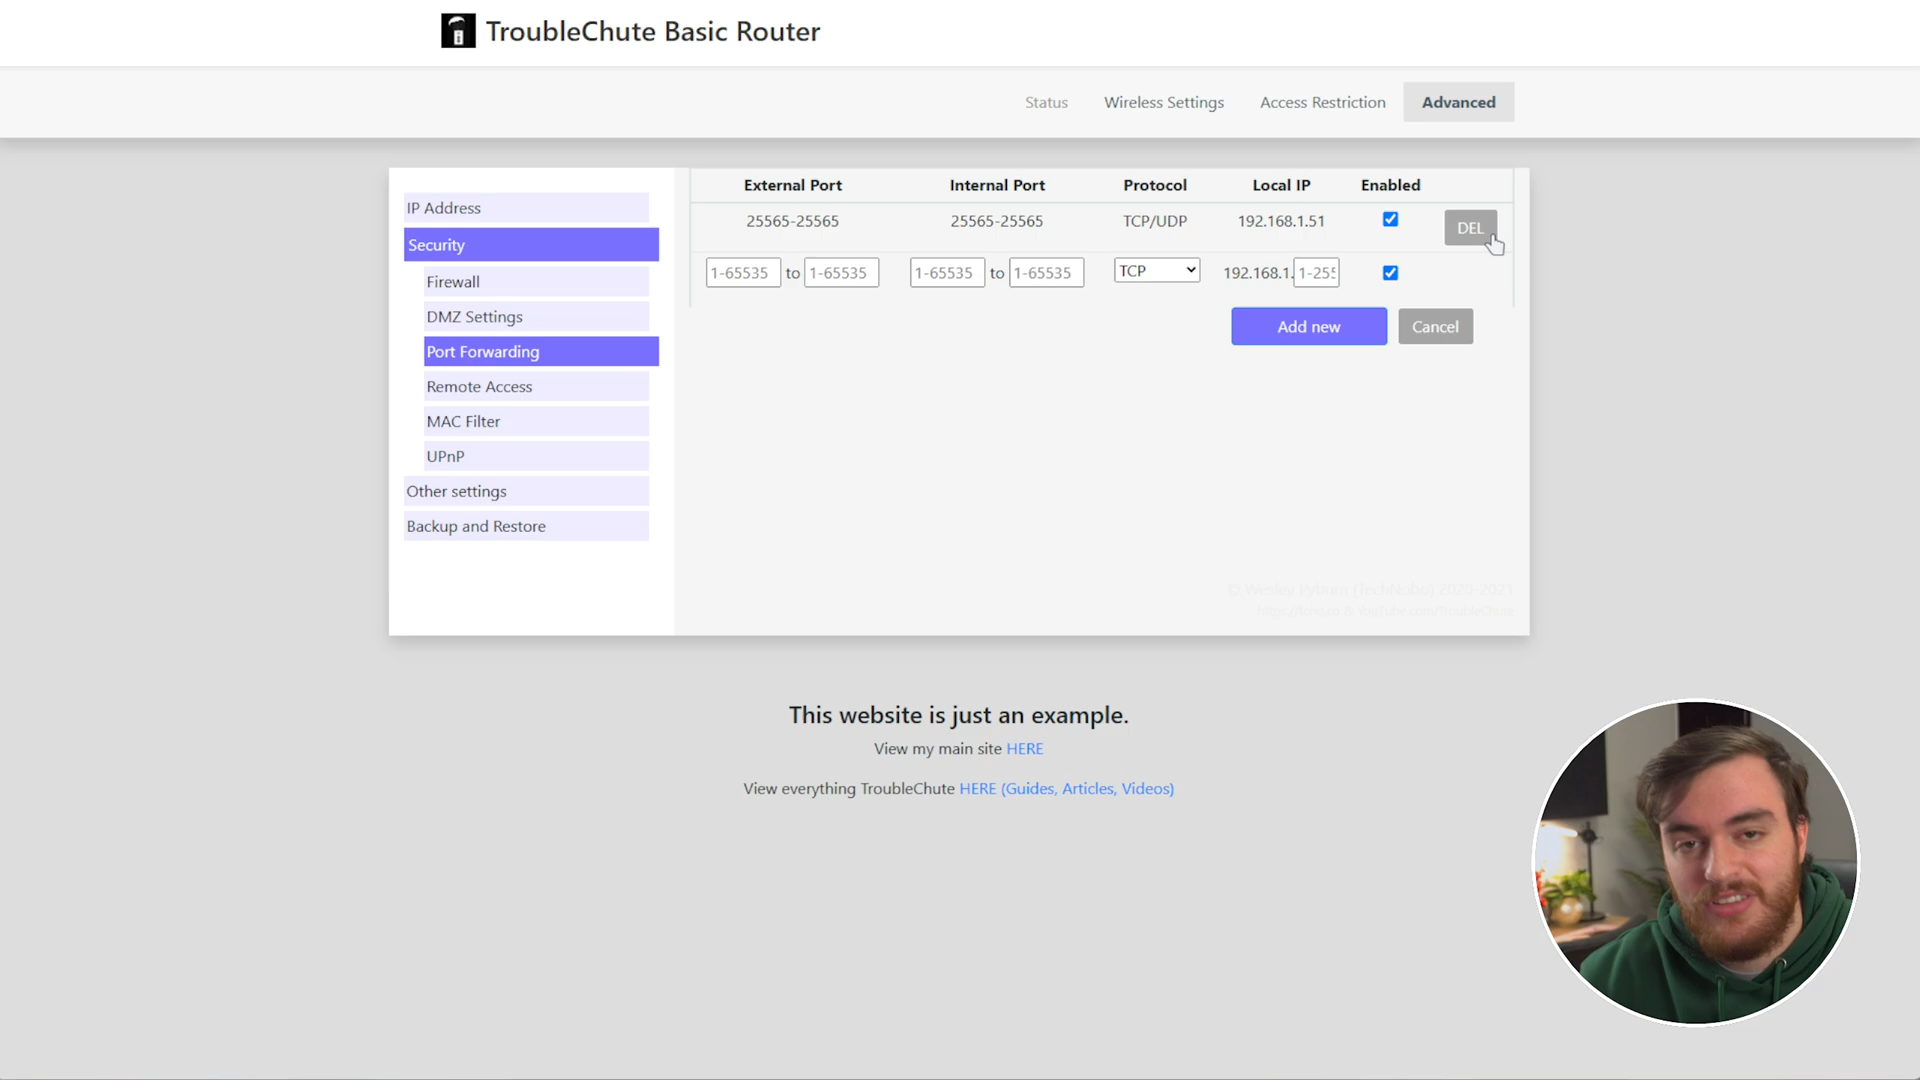 TroubleChute Basic Router
Status Wireless Settings Access Restriction Advanced
External Port Internal Port Protocol Local IP Enabled
25565-25565 25565-25565 TCP/UDP 192.168.1.51 DEL
1-65535 to 1-65535 1-65535 to 1-65535 TCP 192.168.1. 1-255
Add new Cancel
IP Address
Security
Firewall
DMZ Settings
Port Forwarding
Remote Access
MAC Filter
UPnP
Other settings
Backup and Restore
This website is just an example.
View my main site HERE
View everything TroubleChute HERE (Guides, Articles, Videos)